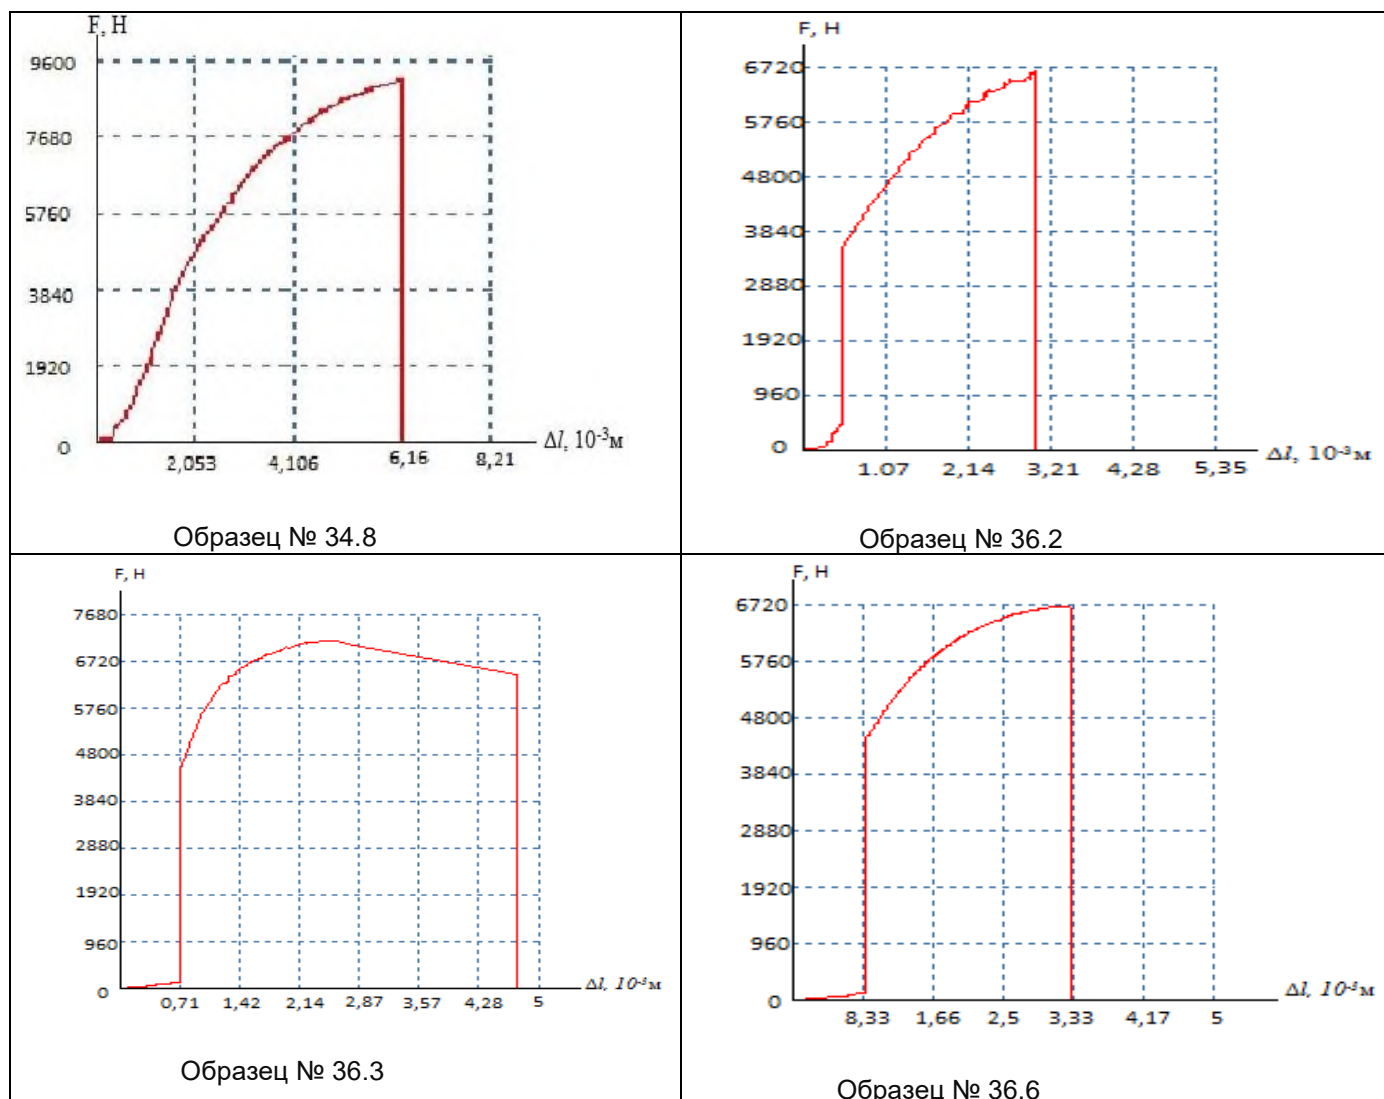 F, H
9600
7680
5760
3840
1920
0
2,053 4,106 6,16 8,21
Δl, 10⁻³м
Образец № 34.8
F, H
6720
5760
4800
3840
2880
1920
960
0
1.07 2,14 3,21 4,28 5,35
Δl, 10⁻³м
Образец № 36.2
F, H
7680
6720
5760
4800
3840
2880
1920
960
0
0,71 1,42 2,14 2,87 3,57 4,28 5
Δl, 10⁻³м
Образец № 36.3
F, H
6720
5760
4800
3840
2880
1920
960
0
8,33 1,66 2,5 3,33 4,17 5
Δl, 10⁻³м
Образец № 36.6